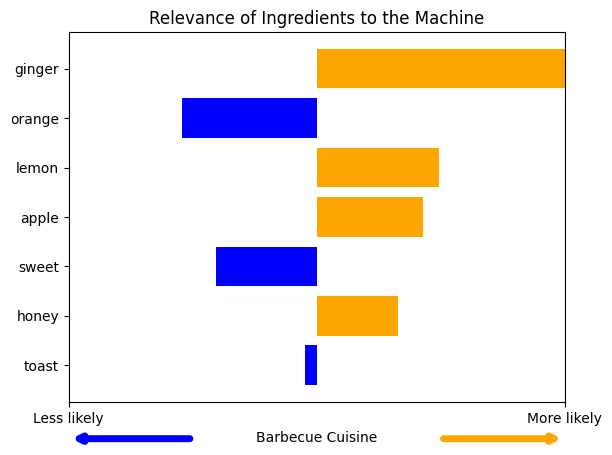 Relevance of Ingredients to the Machine
ginger
orange
lemon
apple
sweet
honey
toast
Less likely
More likely
Barbecue Cuisine